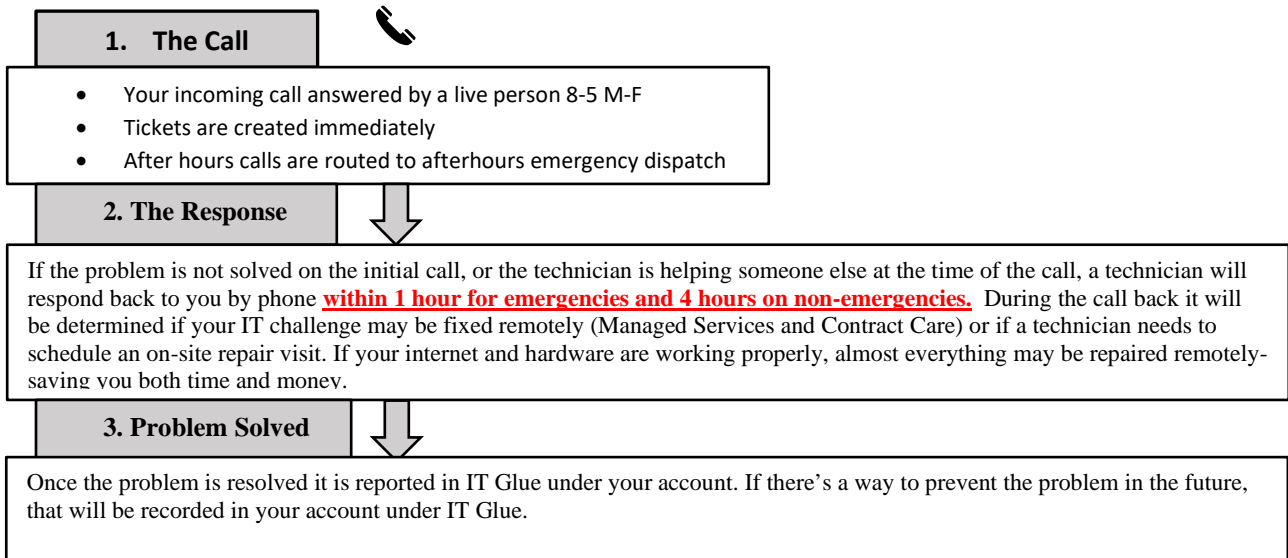 1. The Call
• Your incoming call answered by a live person 8-5 M-F
• Tickets are created immediately
• After hours calls are routed to afterhours emergency dispatch
2. The Response
If the problem is not solved on the initial call, or the technician is helping someone else at the time of the call, a technician will
respond back to you by phone within 1 hour for emergencies and 4 hours on non-emergencies. During the call back it will
be determined if your IT challenge may be fixed remotely (Managed Services and Contract Care) or if a technician needs to
schedule an on-site repair visit. If your internet and hardware are working properly, almost everything may be repaired remotely-
saving you both time and money.
3. Problem Solved
Once the problem is resolved it is reported in IT Glue under your account. If there’s a way to prevent the problem in the future,
that will be recorded in your account under IT Glue.